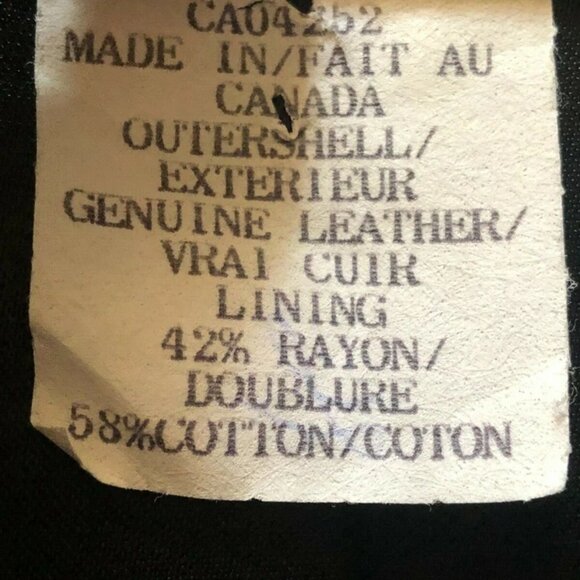 CA04252
MADE IN/FAIT AU
CANADA
OUTERSHELL/
EXTERIEUR
GENUINE LEATHER/
VRAI CUIR
LINING
42% RAYON/
DOUBLURE
58%COTTON/COTON